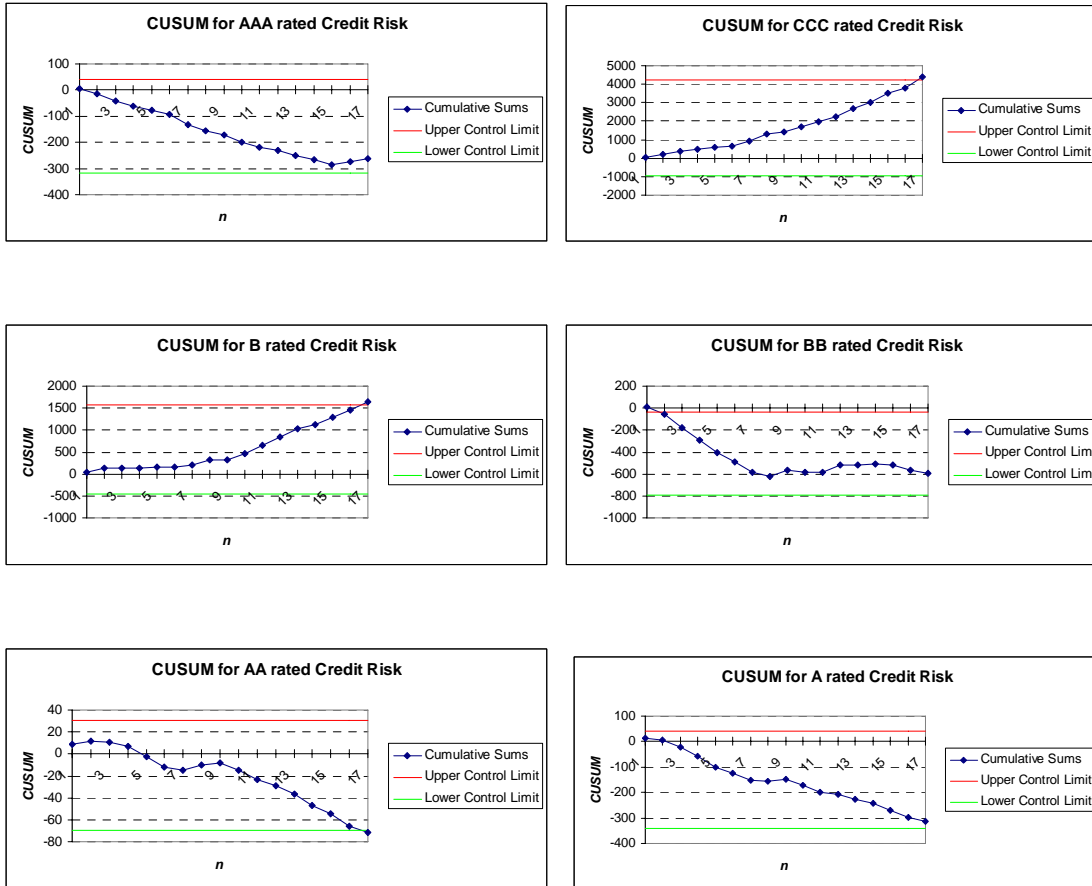 CUSUM for AAA rated Credit Risk
100
0
-100
-200
-300
-400
CUSUM
1
3
5
7
9
11
13
15
17
n
Cumulative Sums
Upper Control Limit
Lower Control Limit
CUSUM for CCC rated Credit Risk
5000
4000
3000
2000
1000
0
-1000
-2000
CUSUM
1
3
5
7
9
11
13
15
17
n
Cumulative Sums
Upper Control Limit
Lower Control Limit
CUSUM for B rated Credit Risk
2000
1500
1000
500
0
-500
-1000
CUSUM
1
3
5
7
9
11
13
15
17
n
Cumulative Sums
Upper Control Limit
Lower Control Limit
CUSUM for BB rated Credit Risk
200
0
-200
-400
-600
-800
-1000
CUSUM
1
3
5
7
9
11
13
15
17
n
Cumulative Sums
Upper Control Lim
Lower Control Limi
CUSUM for AA rated Credit Risk
40
20
0
-20
-40
-60
-80
CUSUM
1
3
5
7
9
11
13
15
17
n
Cumulative Sums
Upper Control Limit
Lower Control Limit
CUSUM for A rated Credit Risk
100
0
-100
-200
-300
-400
CUSUM
1
3
5
7
9
11
13
15
17
n
Cumulative Sums
Upper Control Limit
Lower Control Limit